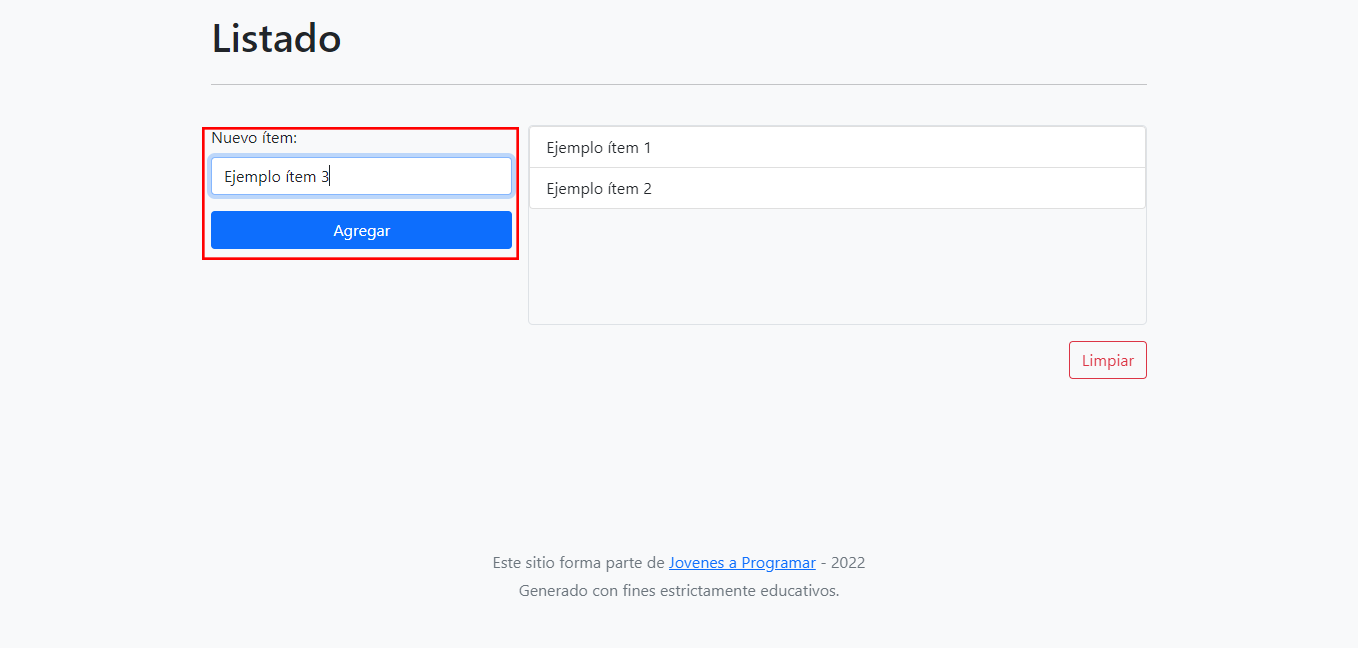 Listado
Nuevo ítem:
Ejemplo ítem 3
Agregar
Ejemplo ítem 1
Ejemplo ítem 2
Limpiar
Este sitio forma parte de Jovenes a Programar - 2022
Generado con fines estrictamente educativos.